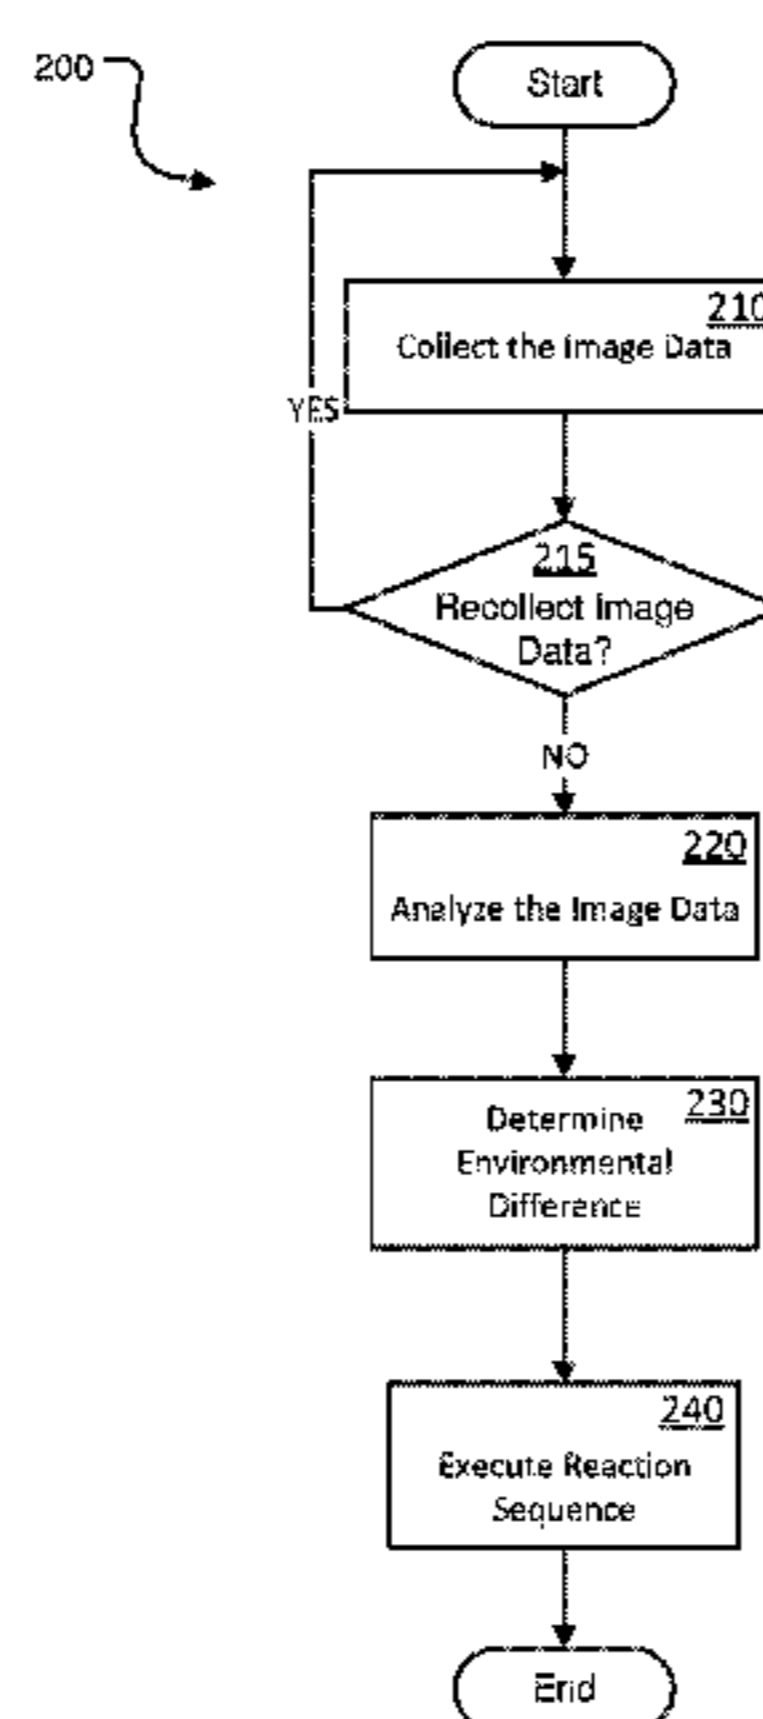 200
Start
210
Collect the Image Data
YES
215
Recollect Image
Data?
NO
220
Analyze the Image Data
230
Determine
Environmental
Difference
240
Execute Reaction
Sequence
End